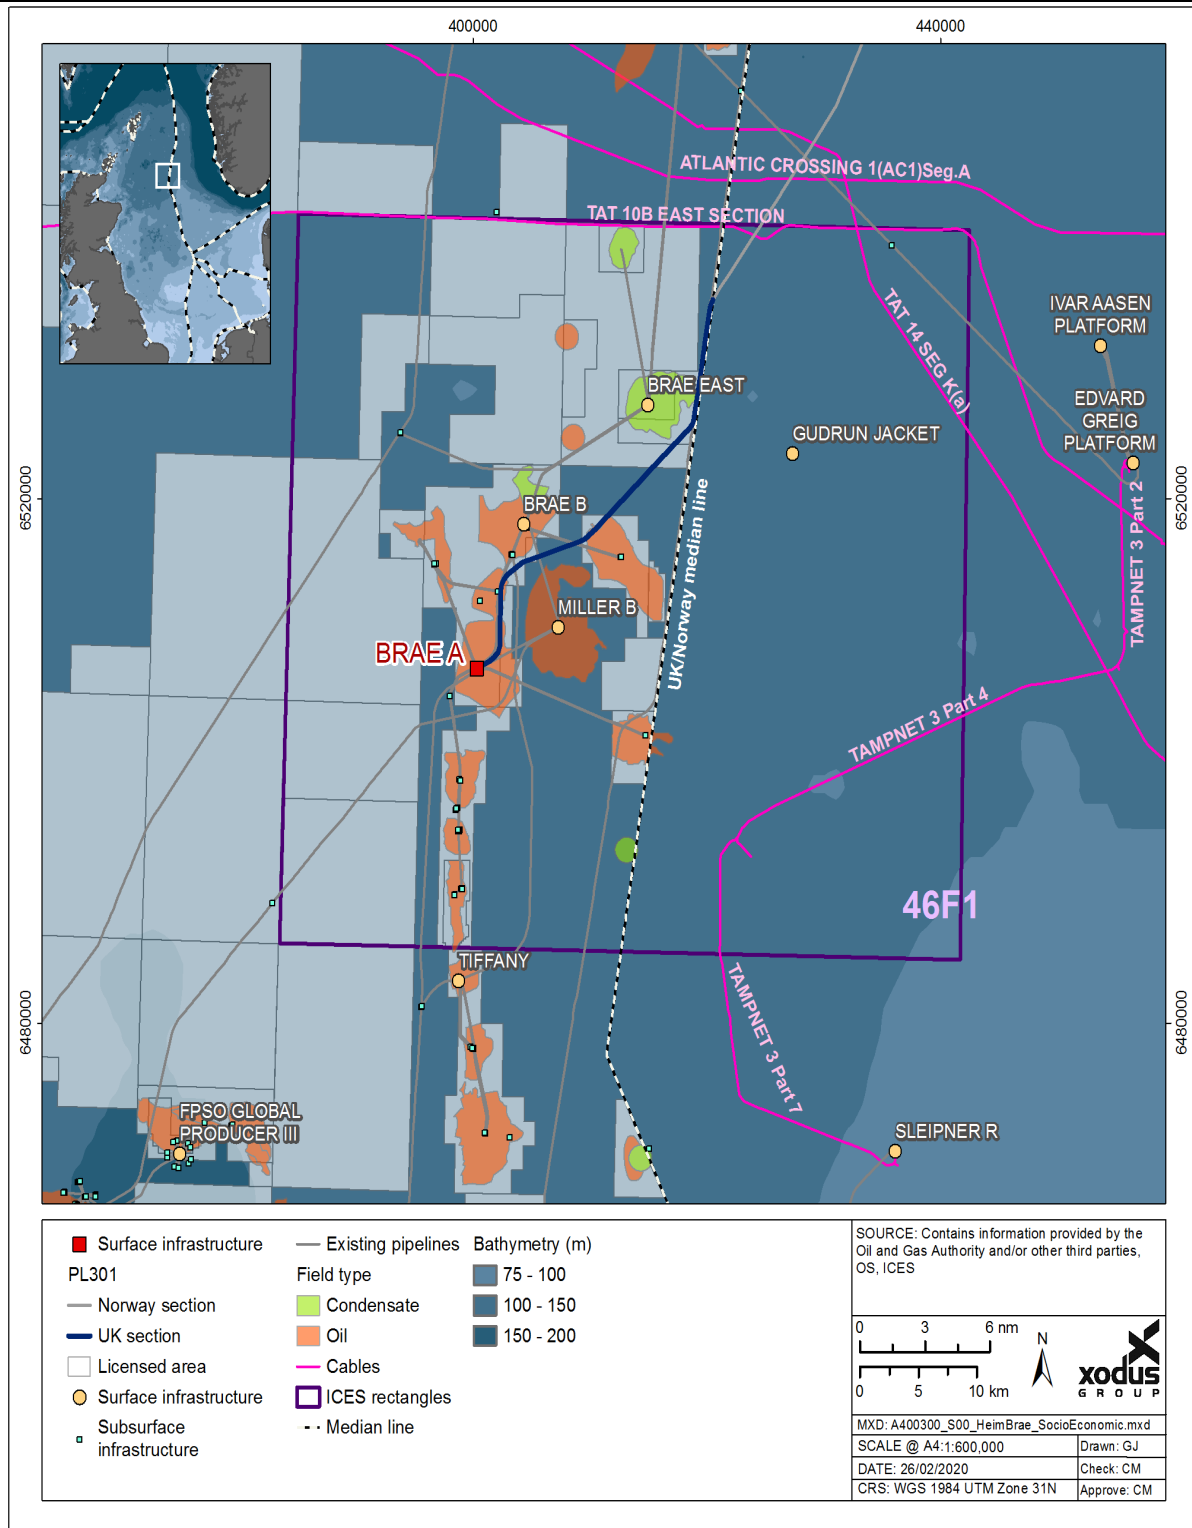 400000
440000
ATLANTIC CROSSING 1(AC1)Seg.A
TAT 10B EAST SECTION
TAT 14 SEG K(a)
IVAR AASEN
PLATFORM
BRAE EAST
EDVARD
GREIG
PLATFORM
GUDRUN JACKET
6520000
6520000
BRAE B
UK/Norway median line
TAMPNET 3 Part 2
MILLER B
BRAE A
TAMPNET 3 Part 4
46F1
TIFFANY
TAMPNET 3 Part 7
6480000
6480000
FPSO GLOBAL
PRODUCER III
SLEIPNER R
Surface infrastructure
PL301
Norway section
UK section
Licensed area
Surface infrastructure
Subsurface
infrastructure
Existing pipelines
Field type
Condensate
Oil
Cables
ICES rectangles
Median line
Bathymetry (m)
75 - 100
100 - 150
150 - 200
SOURCE: Contains information provided by the
Oil and Gas Authority and/or other third parties,
OS, ICES
0 3 6 nm
0 5 10 km
N
xodus
GROUP
MXD: A400300_S00_HeimBrae_SocioEconomic.mxd
SCALE @ A4:1:600,000
Drawn: GJ
DATE: 26/02/2020
Check: CM
CRS: WGS 1984 UTM Zone 31N
Approve: CM